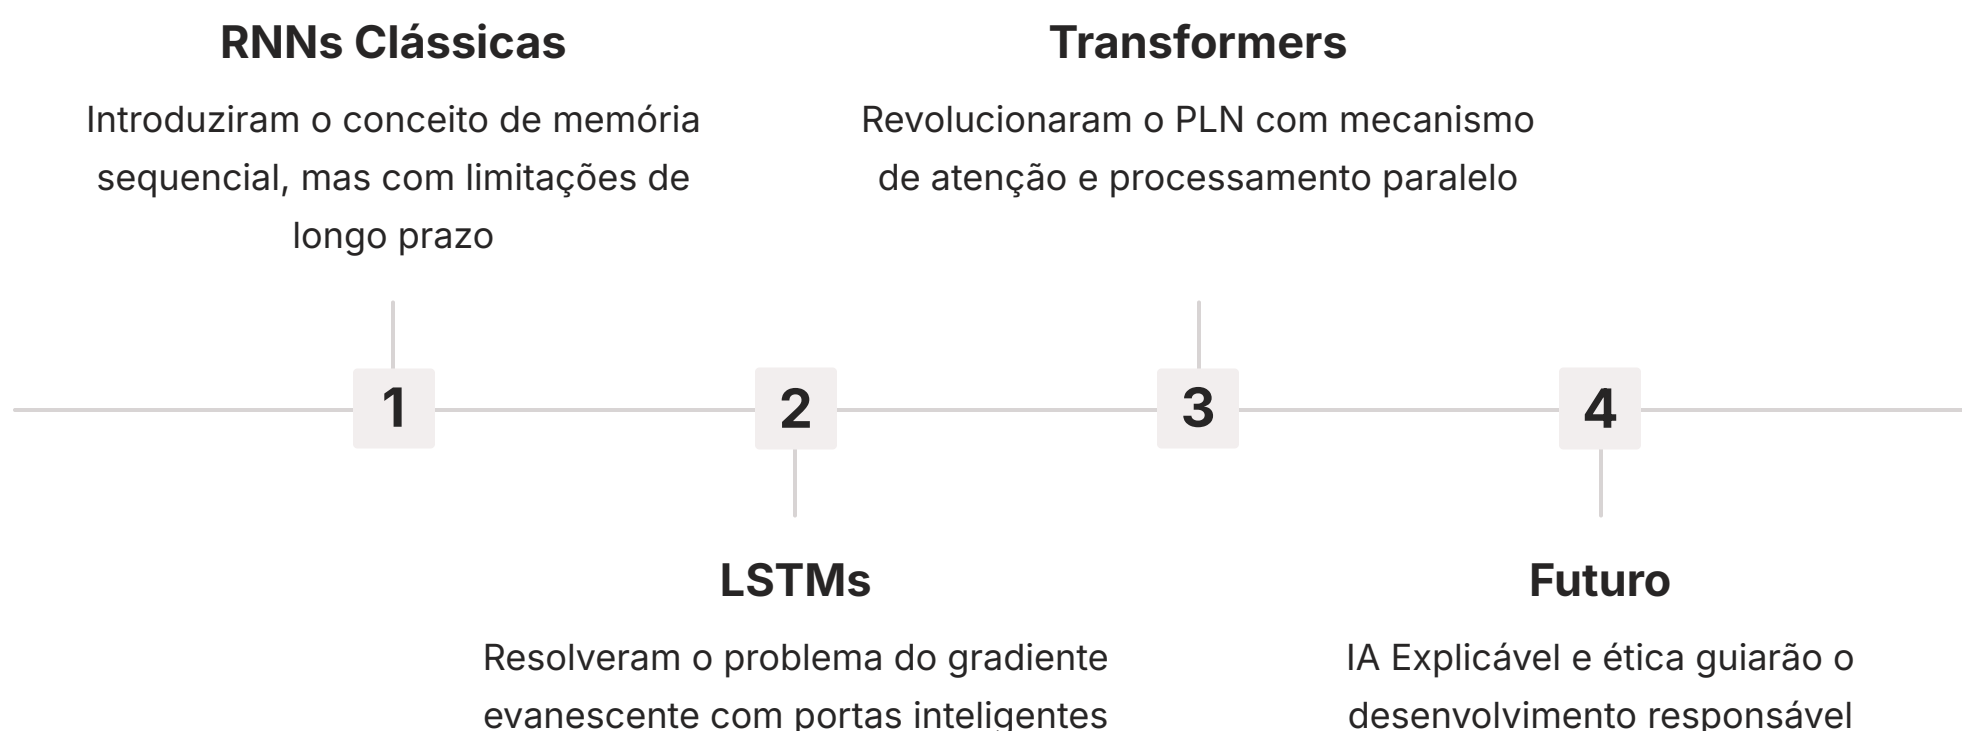 RNNs Clássicas
Introduziram o conceito de memória
sequencial, mas com limitações de
longo prazo
Transformers
Revolucionaram o PLN com mecanismo
de atenção e processamento paralelo
1
2
3
4
LSTMs
Resolveram o problema do gradiente
evanescente com portas inteligentes
Futuro
IA Explicável e ética guiarão o
desenvolvimento responsável